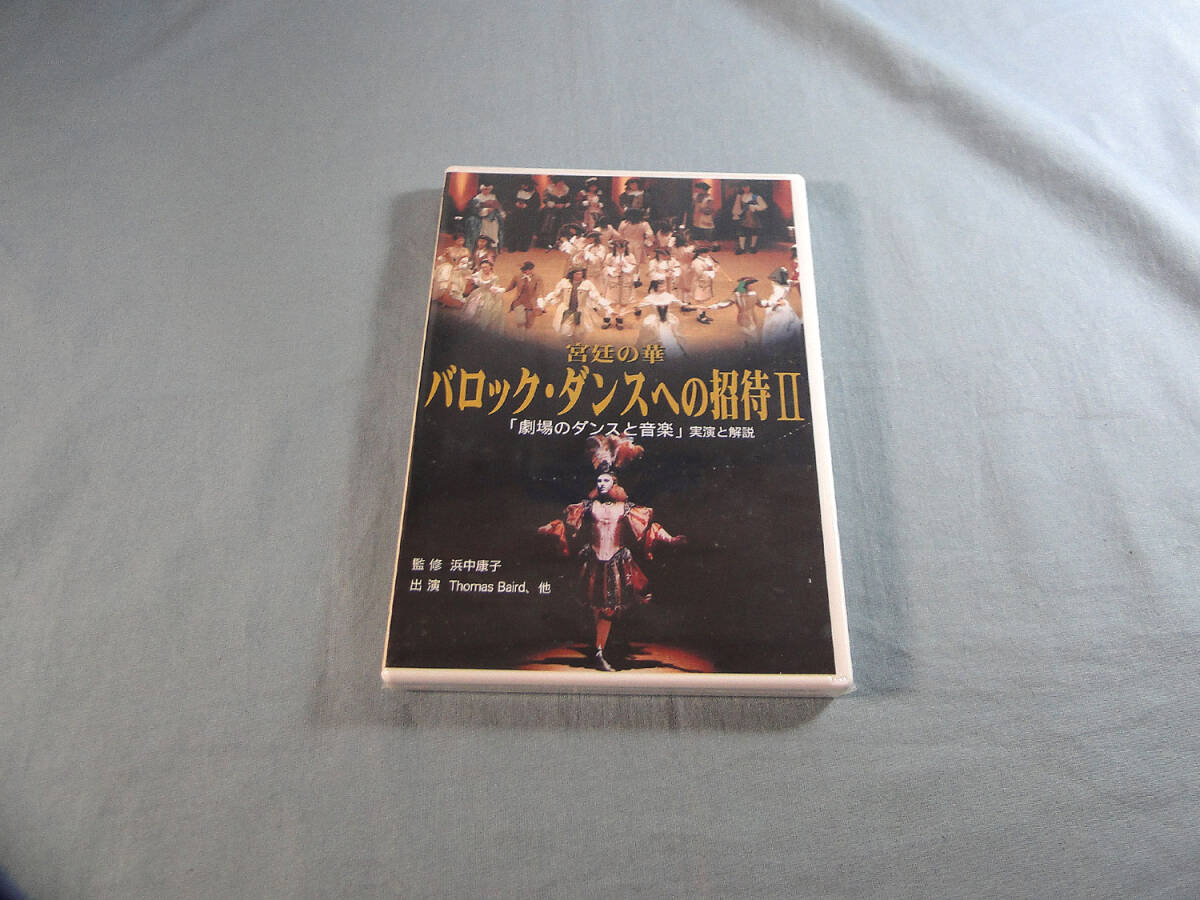 宮廷の華
バロック・ダンスへの招待Ⅱ
「劇場のダンスと音楽」実演と解説
監修 浜中康子
出演 Thomas Baird、他